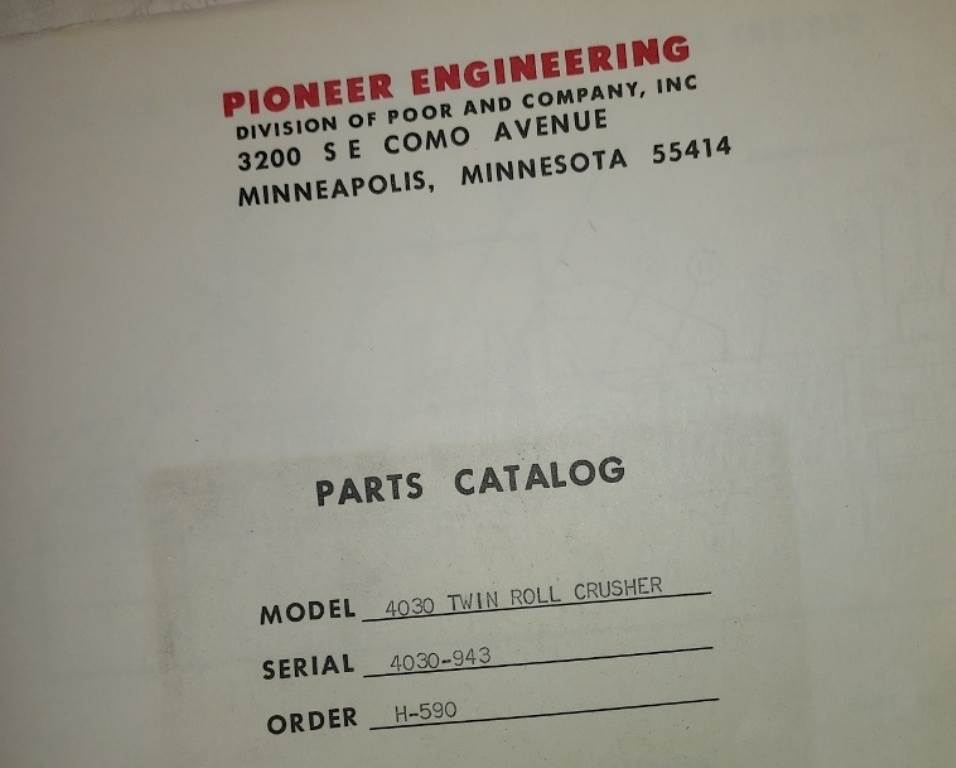 PIONEER ENGINEERING
DIVISION OF POOR AND COMPANY, INC
3200 S E COMO AVENUE
MINNEAPOLIS, MINNESOTA 55414
PARTS CATALOG
MODEL 4030 TWIN ROLL CRUSHER
SERIAL 4030-943
ORDER H-590